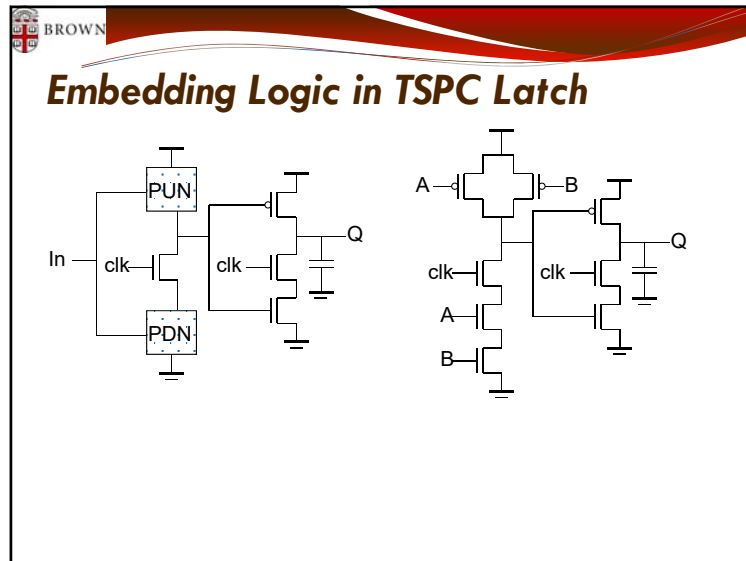 BROWN
Embedding Logic in TSPC Latch
PUN
In
clk
clk
Q
PDN
A
B
clk
clk
Q
A
B